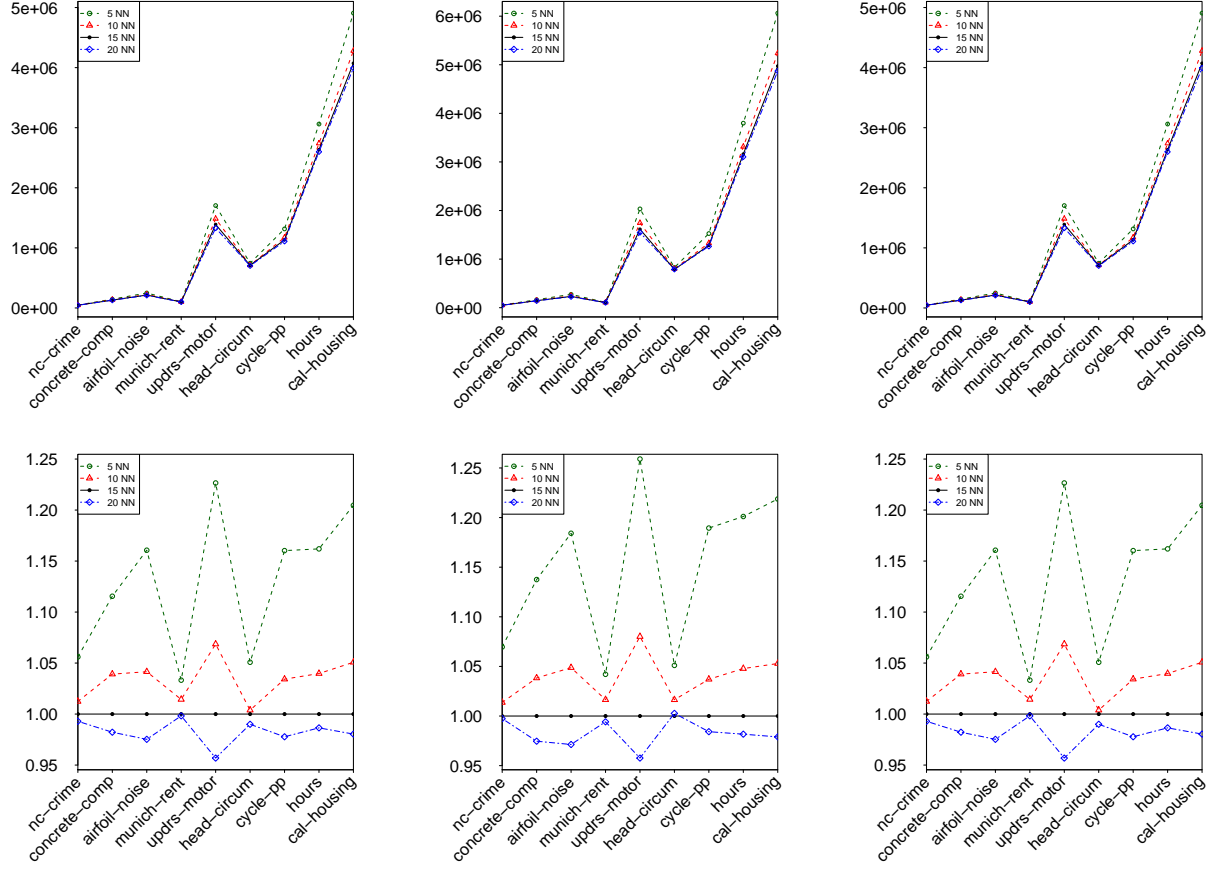 5e+06
4e+06
3e+06
2e+06
1e+06
0e+00
5 NN
10 NN
15 NN
20 NN
nc−crime
concrete−comp
airfoil−noise
munich−rent
updrs−motor
head−circum
cycle−pp
hours
cal−housing
6e+06
5e+06
4e+06
3e+06
2e+06
1e+06
0e+00
5 NN
10 NN
15 NN
20 NN
nc−crime
concrete−comp
airfoil−noise
munich−rent
updrs−motor
head−circum
cycle−pp
hours
cal−housing
5e+06
4e+06
3e+06
2e+06
1e+06
0e+00
5 NN
10 NN
15 NN
20 NN
nc−crime
concrete−comp
airfoil−noise
munich−rent
updrs−motor
head−circum
cycle−pp
hours
cal−housing
1.25
1.20
1.15
1.10
1.05
1.00
0.95
5 NN
10 NN
15 NN
20 NN
nc−crime
concrete−comp
airfoil−noise
munich−rent
updrs−motor
head−circum
cycle−pp
hours
cal−housing
1.25
1.20
1.15
1.10
1.05
1.00
0.95
5 NN
10 NN
15 NN
20 NN
nc−crime
concrete−comp
airfoil−noise
munich−rent
updrs−motor
head−circum
cycle−pp
hours
cal−housing
1.25
1.20
1.15
1.10
1.05
1.00
0.95
5 NN
10 NN
15 NN
20 NN
nc−crime
concrete−comp
airfoil−noise
munich−rent
updrs−motor
head−circum
cycle−pp
hours
cal−housing